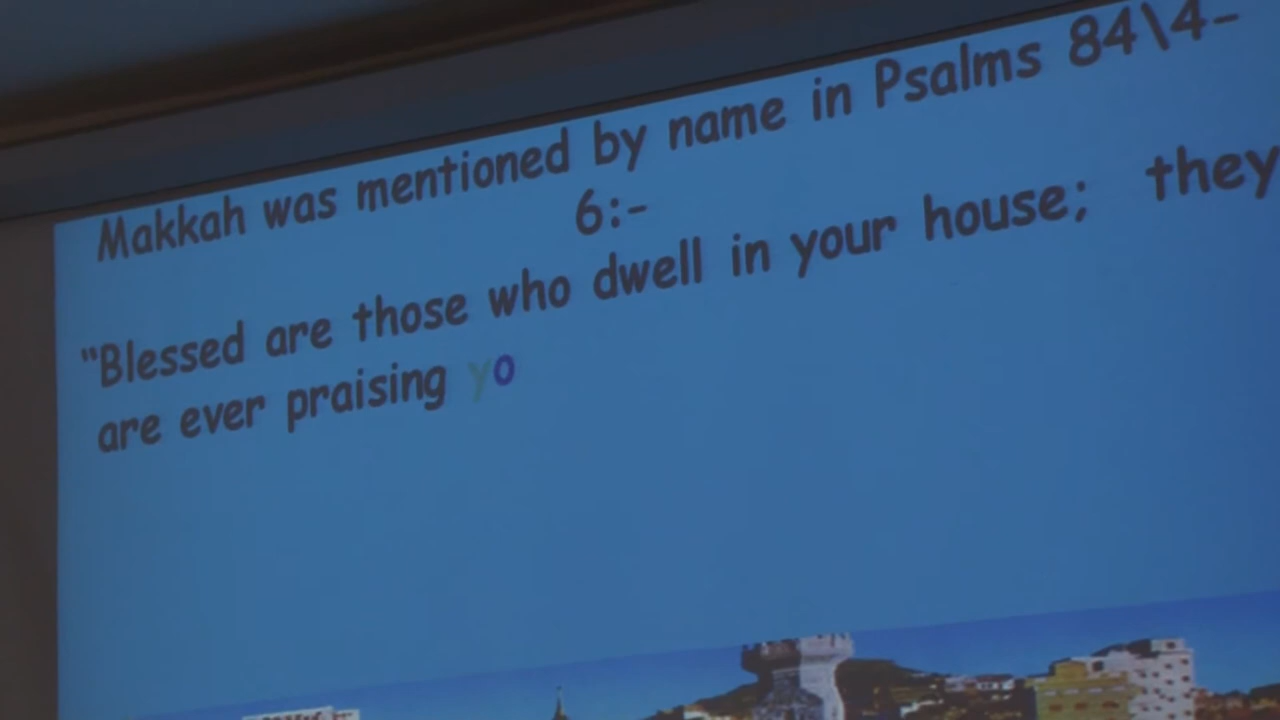 Makkah was mentioned by name in Psalms 84\4-
6:-
"Blessed are those who dwell in your house; they
are ever praising yo